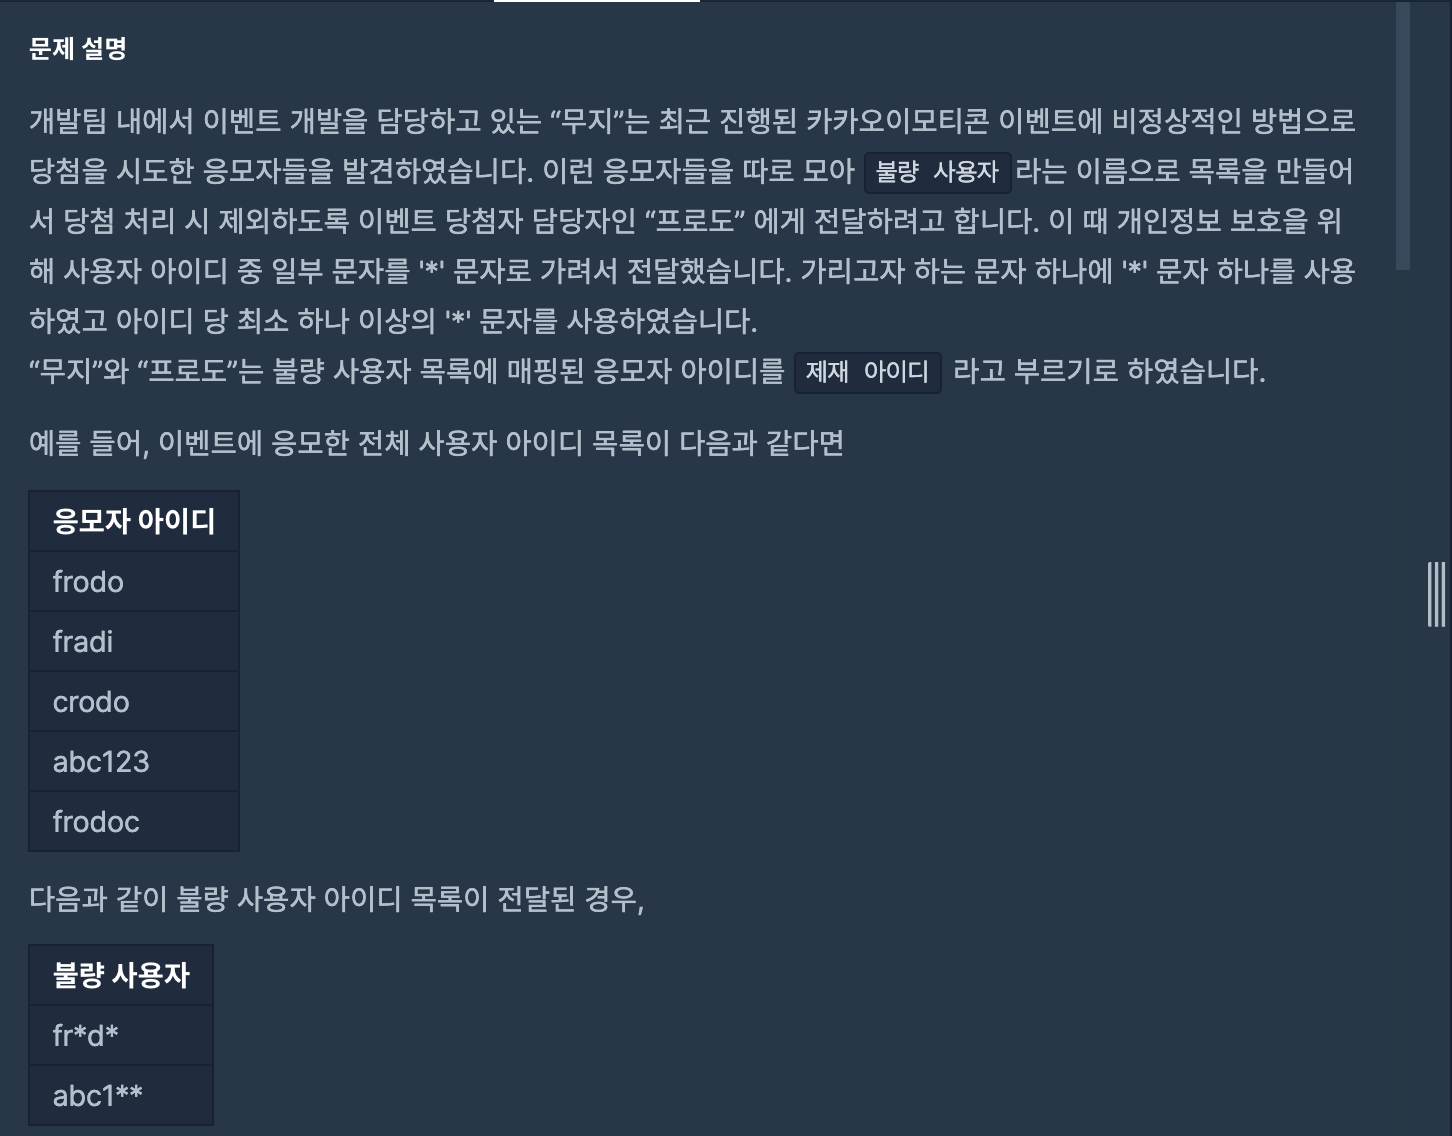 문제 설명
개발팀 내에서 이벤트 개발을 담당하고 있는 “무지”는 최근 진행된 카카오이모티콘 이벤트에 비정상적인 방법으로
당첨을 시도한 응모자들을 발견하였습니다. 이런 응모자들을 따로 모아 불량 사용자 라는 이름으로 목록을 만들어
서 당첨 처리 시 제외하도록 이벤트 당첨자 담당자인 “프로도” 에게 전달하려고 합니다. 이 때 개인정보 보호을 위
해 사용자 아이디 중 일부 문자를 '*' 문자로 가려서 전달했습니다. 가리고자 하는 문자 하나에 '*' 문자 하나를 사용
하였고 아이디 당 최소 하나 이상의 '*' 문자를 사용하였습니다.
“무지”와 “프로도”는 불량 사용자 목록에 매핑된 응모자 아이디를 제재 아이디 라고 부르기로 하였습니다.
예를 들어, 이벤트에 응모한 전체 사용자 아이디 목록이 다음과 같다면
응모자 아이디
frodo
fradi
crodo
abc123
frodoc
다음과 같이 불량 사용자 아이디 목록이 전달된 경우,
불량 사용자
fr*d*
abc1**